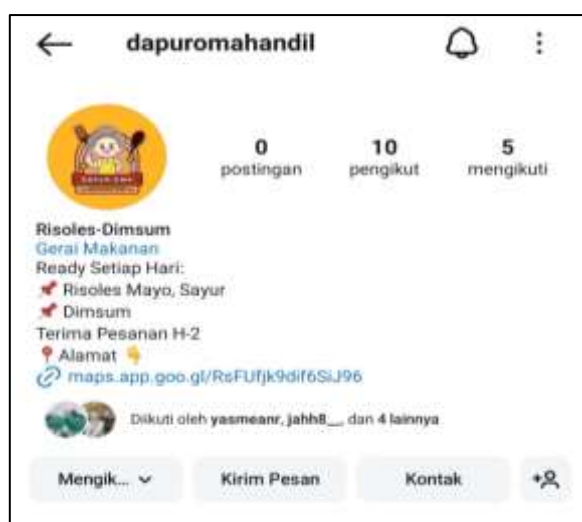 dapuromahandil
0 10 5
postingan pengikut mengikuti
Risoles-Dimsum
Gerai Makanan
Ready Setiap Hari:
📌 Risoles Mayo, Sayur
📌 Dimsum
Terima Pesanan H-2
📍 Alamat 👇
maps.app.goo.gl/RsFUfjk9dif6SiJ96
Diikuti oleh yasmeanr, jahh8__ dan 4 lainnya
Mengik... Kirim Pesan Kontak